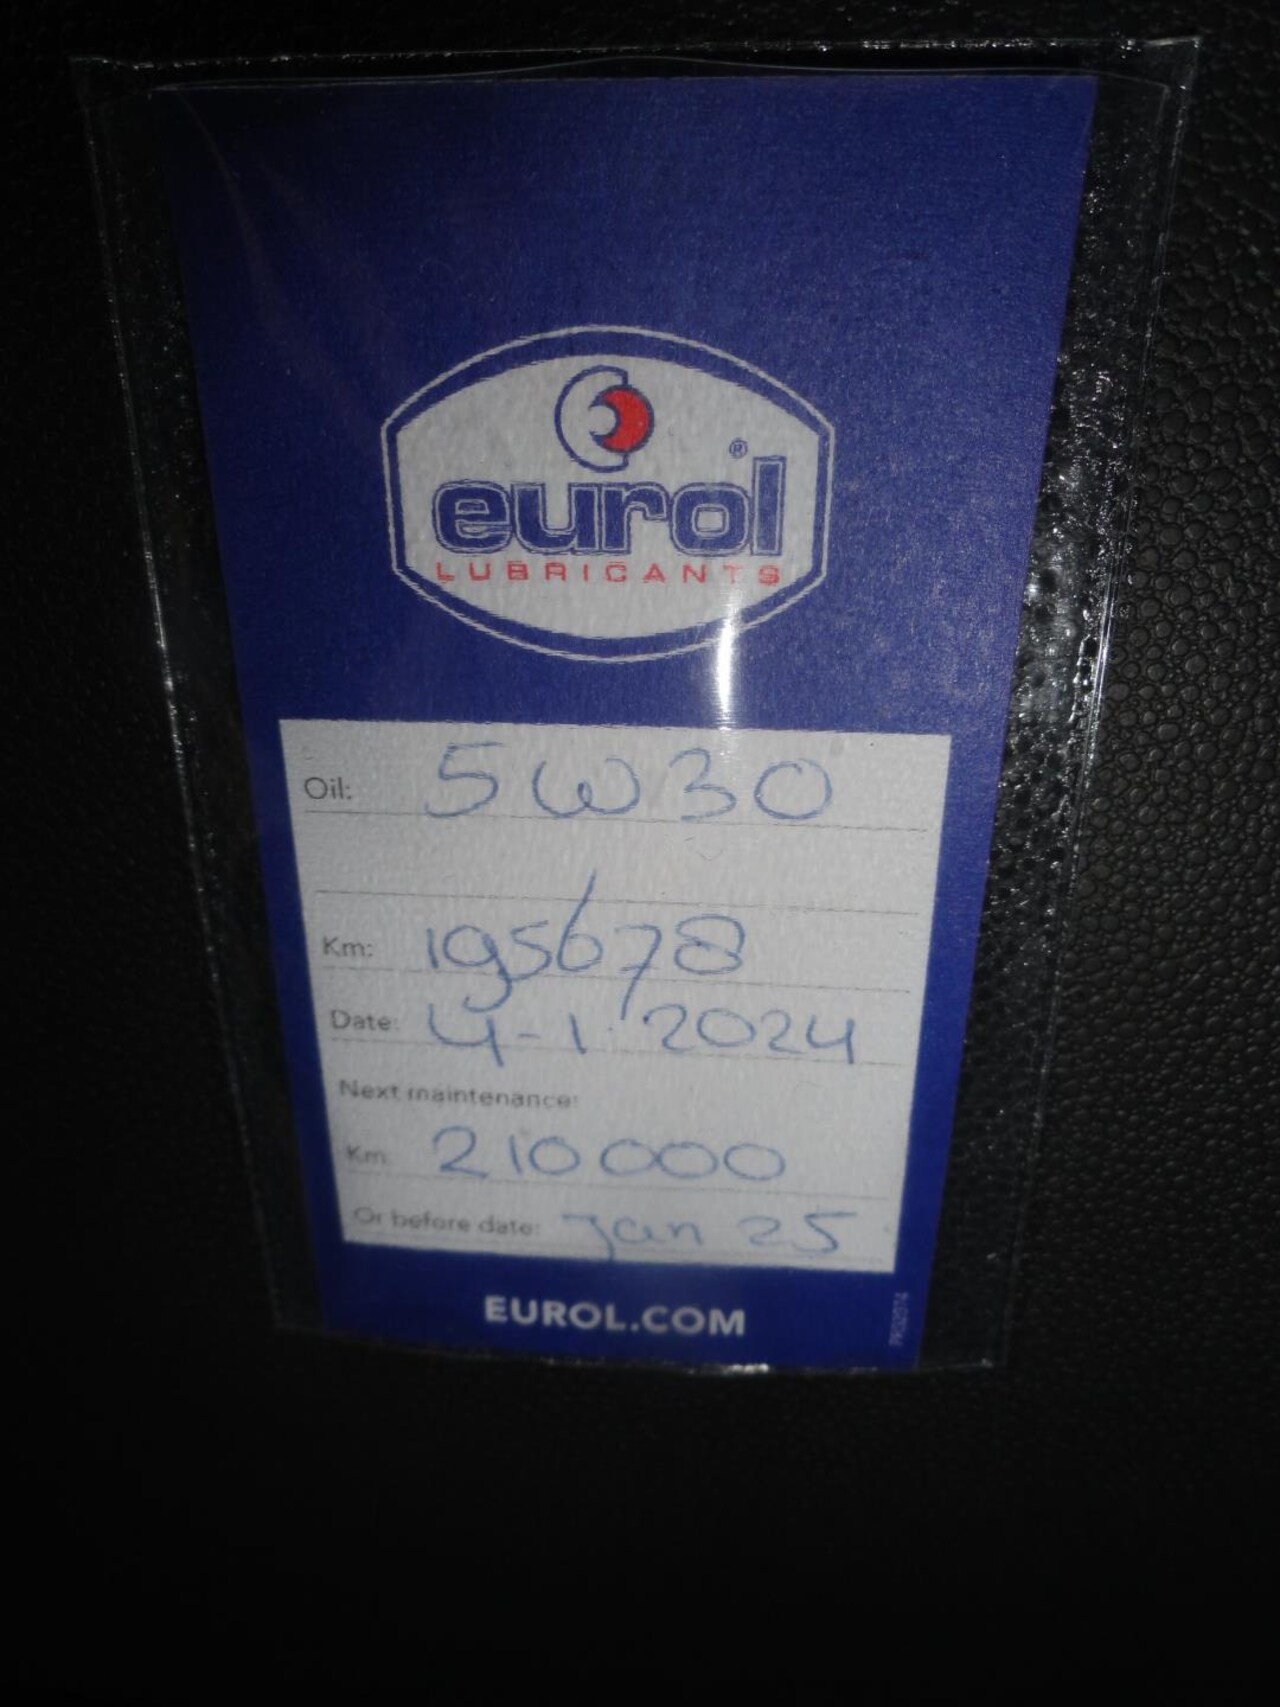 eurol®
LUBRICANTS
Oil: 5W30
Km: 195678
Date: 4-1-2024
Next maintenance:
Km: 210000
Or before date: Jan 25
EUROL.COM